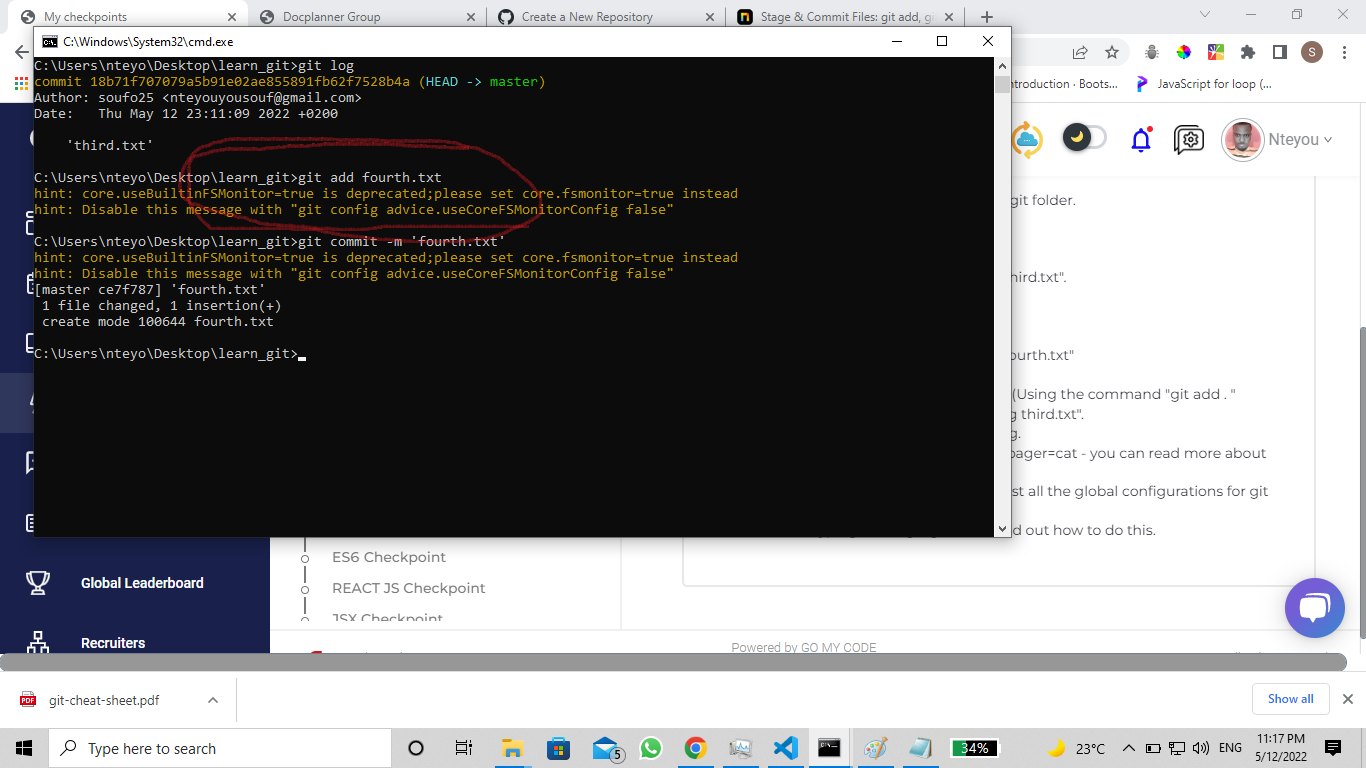 My checkpoints
Docplanner Group
Create a New Repository
Stage & Commit Files: git add, g
C:\Windows\System32\cmd.exe
S
ntroduction · Boots...
JavaScript for loop (...
C:\Users\nteyo\Desktop\learn_git>git log
commit 18b71f707079a5b91e02ae855891fb62f7528b4a (HEAD -> master)
Author: soufo25 <nteyouyousouf@gmail.com>
Date:   Thu May 12 23:11:09 2022 +0200
'third.txt'
C:\Users\nteyo\Desktop\learn_git>git add fourth.txt
hint: core.useBuiltinFSMonitor=true is deprecated;please set core.fsmonitor=true instead
hint: Disable this message with "git config advice.useCoreFSMonitorConfig false"
C:\Users\nteyo\Desktop\learn_git>git commit -m 'fourth.txt'
hint: core.useBuiltinFSMonitor=true is deprecated;please set core.fsmonitor=true instead
hint: Disable this message with "git config advice.useCoreFSMonitorConfig false"
[master ce7f787] 'fourth.txt'
1 file changed, 1 insertion(+)
create mode 100644 fourth.txt
C:\Users\nteyo\Desktop\learn_git>
Nteyou
git folder.
hird.txt".
ourth.txt"
(Using the command "git add . "
g third.txt".
g.
pager=cat - you can read more about
st all the global configurations for git
d out how to do this.
ES6 Checkpoint
REACT JS Checkpoint
JSX Checkpoint
Global Leaderboard
Recruiters
Powered by GO MY CODE
git-cheat-sheet.pdf
Show all
Type here to search
5
34%
23°C
ENG
11:17 PM
5/12/2022